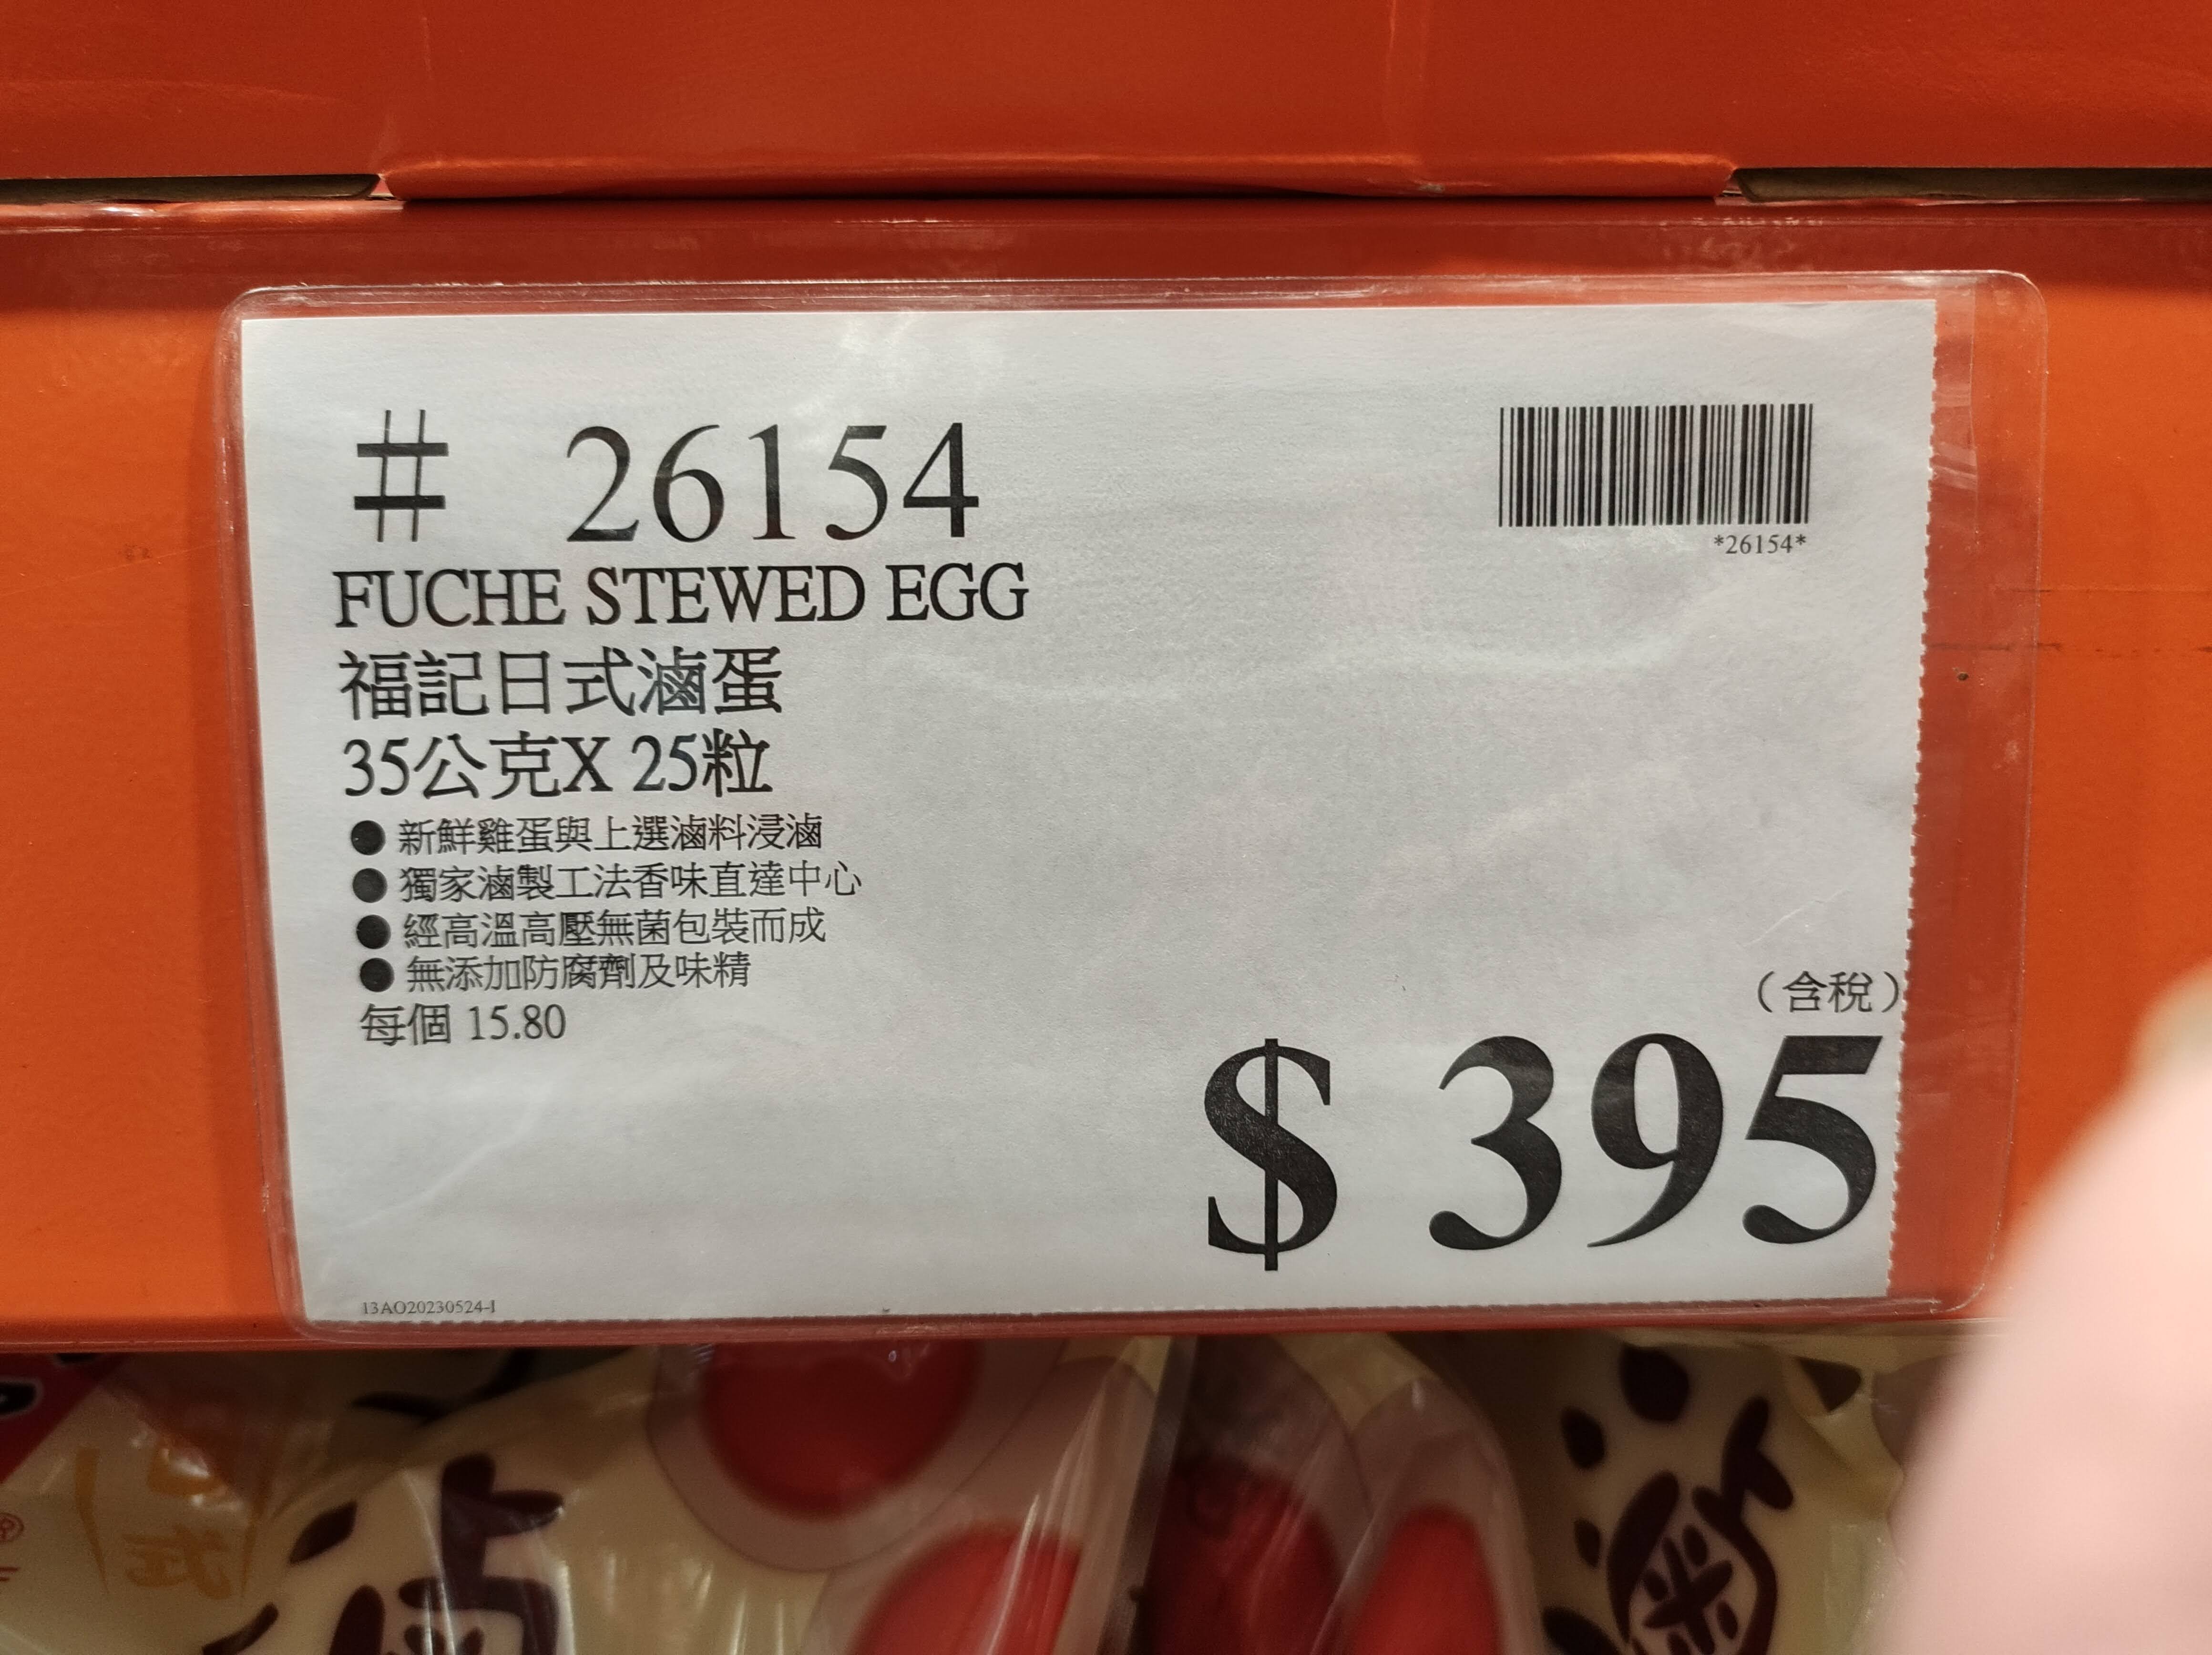 # 26154
*26154*
FUCHE STEWED EGG
福記日式滷蛋
35公克X 25粒
● 新鮮雞蛋與上選滷料浸滷
● 獨家滷製工法香味直達中心
● 經高溫高壓無菌包裝而成
● 無添加防腐劑及味精
每個 15.80
（含稅）
$ 395
13AO20230524-I